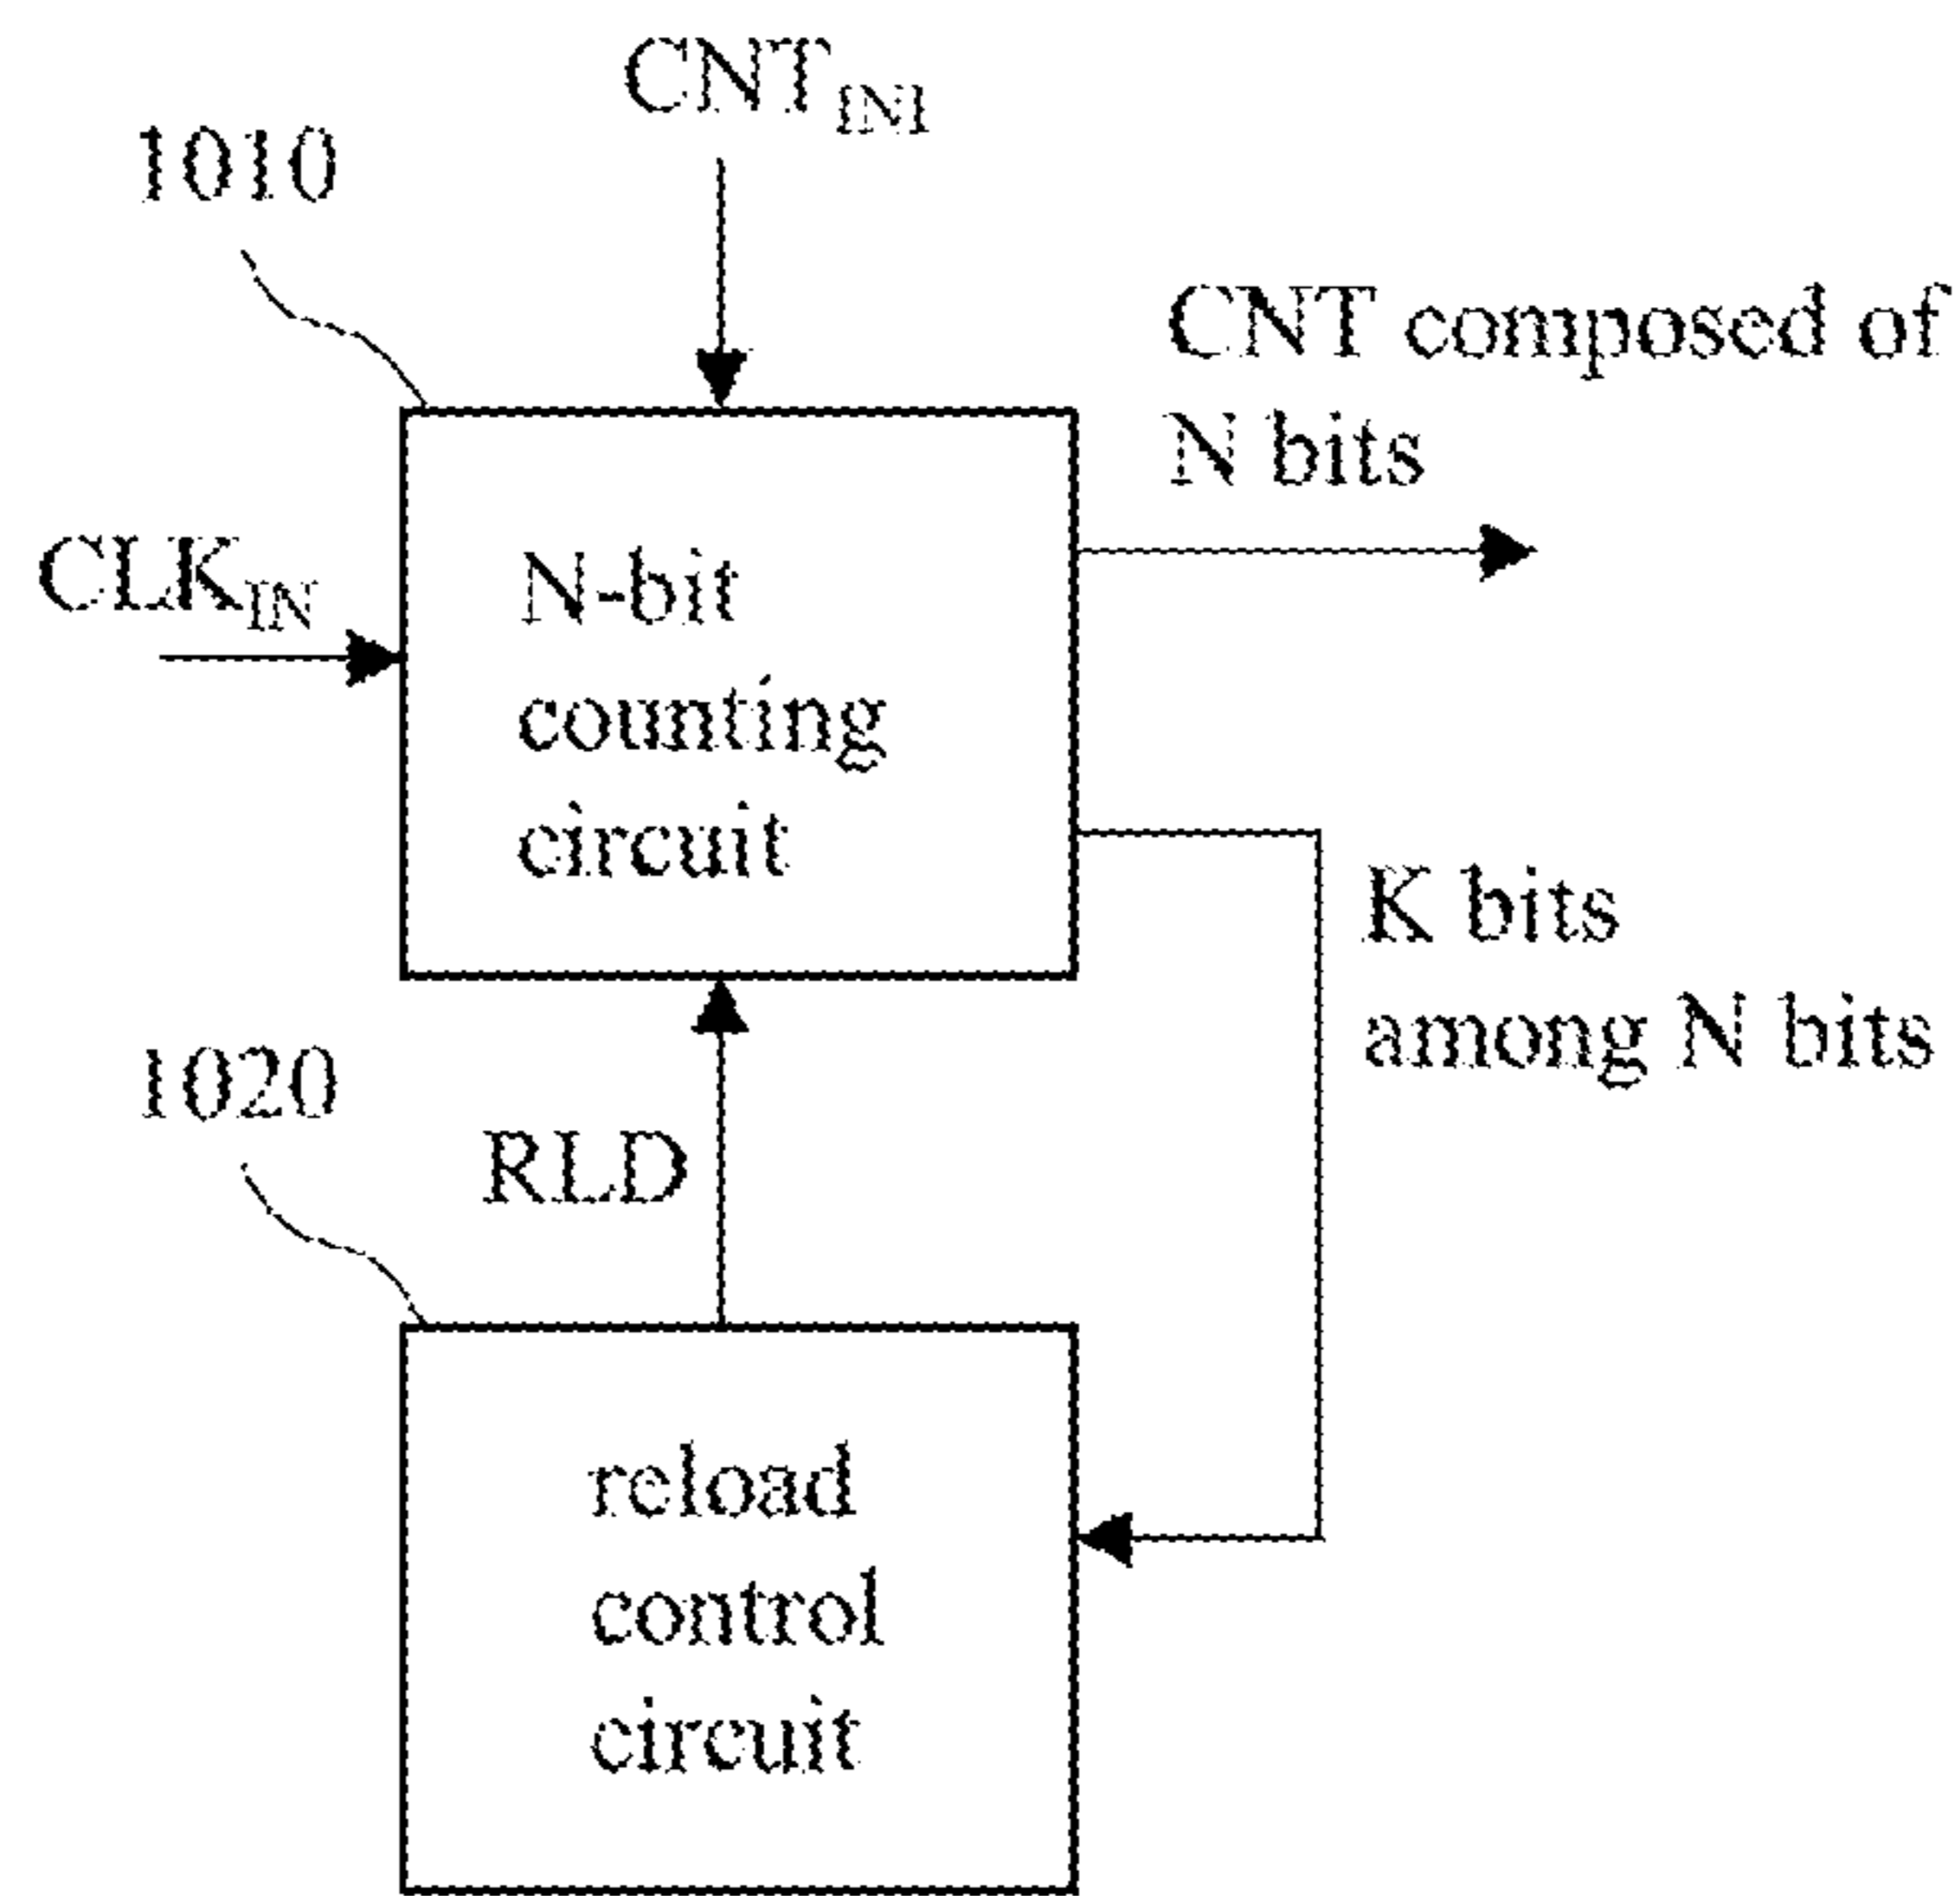 CNT_INI
1010
CNT composed of
N bits
CLK_IN
N-bit
counting
circuit
K bits
among N bits
1020
RLD
reload
control
circuit